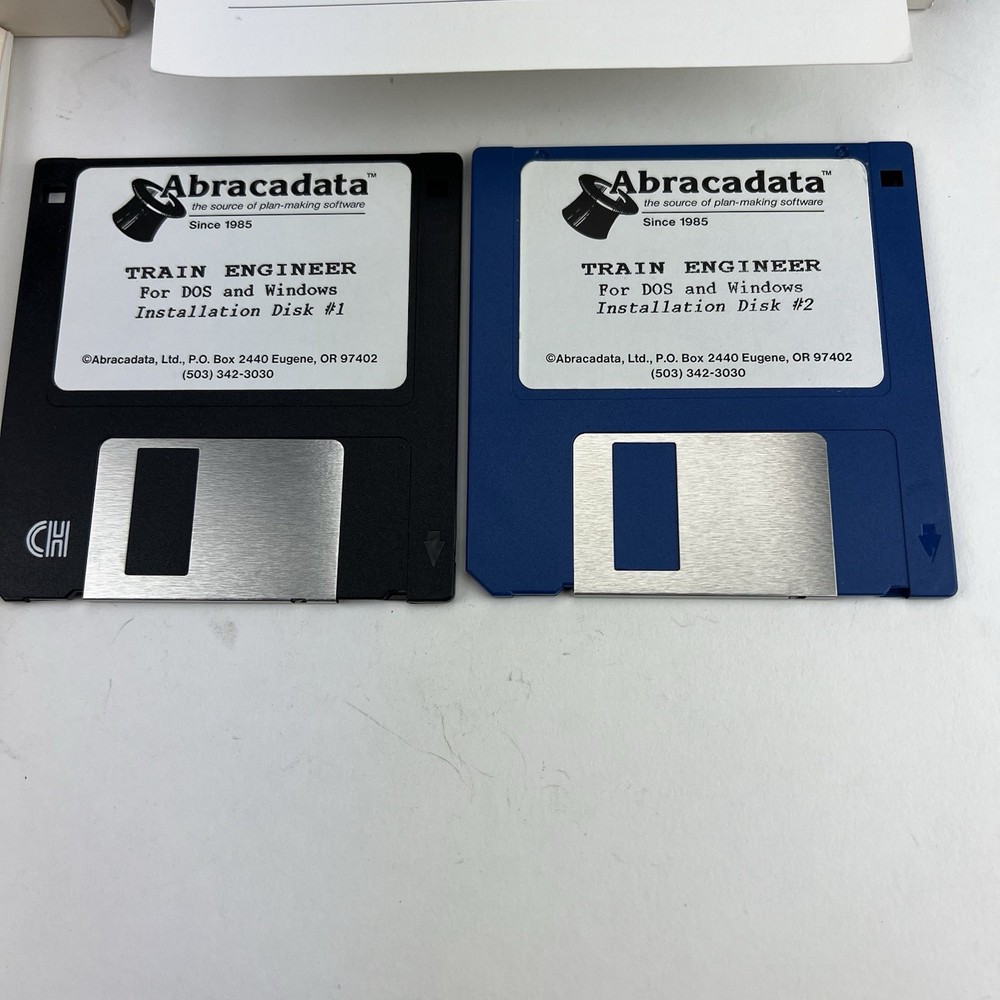 Abracadata™
the source of plan-making software
Since 1985
TRAIN ENGINEER
For DOS and Windows
Installation Disk #1
©Abracadata, Ltd., P.O. Box 2440 Eugene, OR 97402
(503) 342-3030
CH
Abracadata™
the source of plan-making software
Since 1985
TRAIN ENGINEER
For DOS and Windows
Installation Disk #2
©Abracadata, Ltd., P.O. Box 2440 Eugene, OR 97402
(503) 342-3030